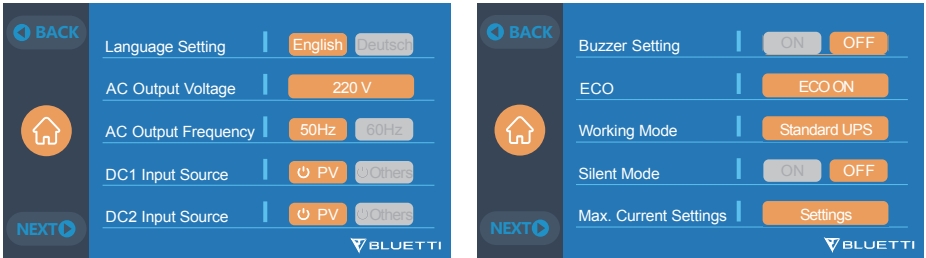 BACK
Language Setting English Deutsch
AC Output Voltage 220 V
AC Output Frequency 50Hz 60Hz
DC1 Input Source PV Others
DC2 Input Source PV Others
NEXT
BLUETTI
BACK
Buzzer Setting ON OFF
ECO ECO ON
Working Mode Standard UPS
Silent Mode ON OFF
Max. Current Settings Settings
NEXT
BLUETTI